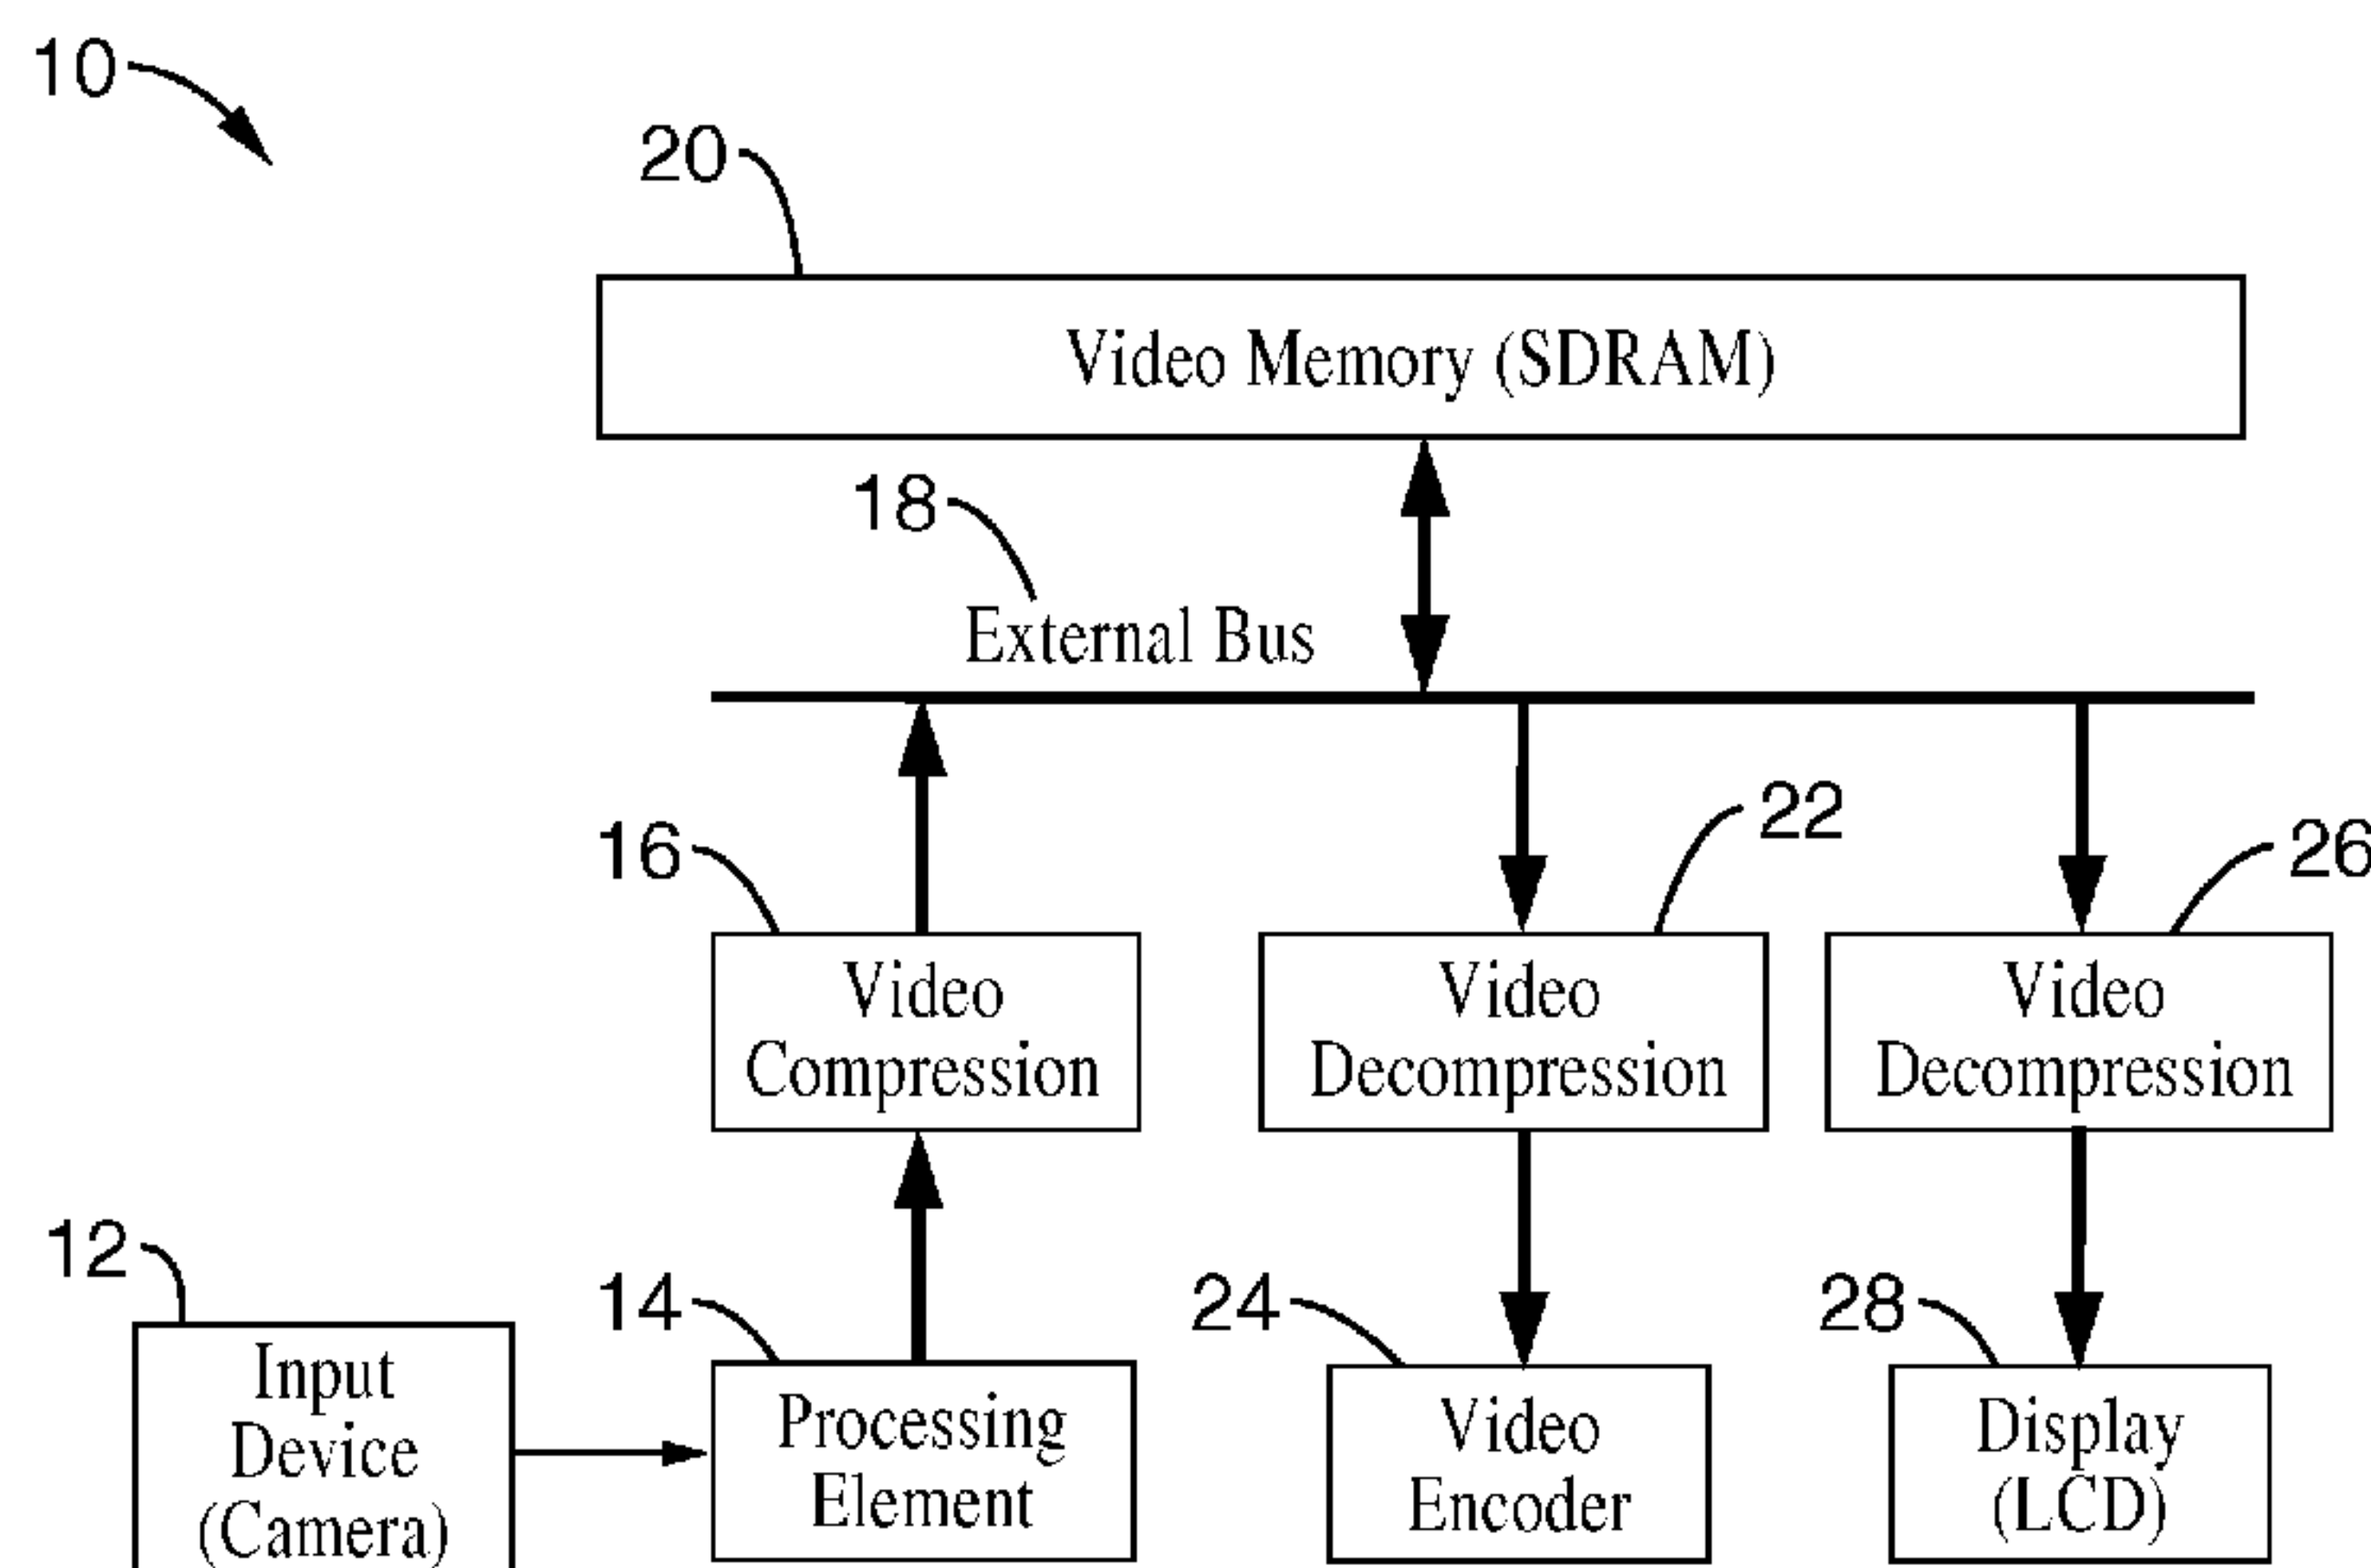 10
20
Video Memory (SDRAM)
18
External Bus
16
22
26
Video
Compression
Video
Decompression
Video
Decompression
12
14
24
28
Input
Device
(Camera)
Processing
Element
Video
Encoder
Display
(LCD)